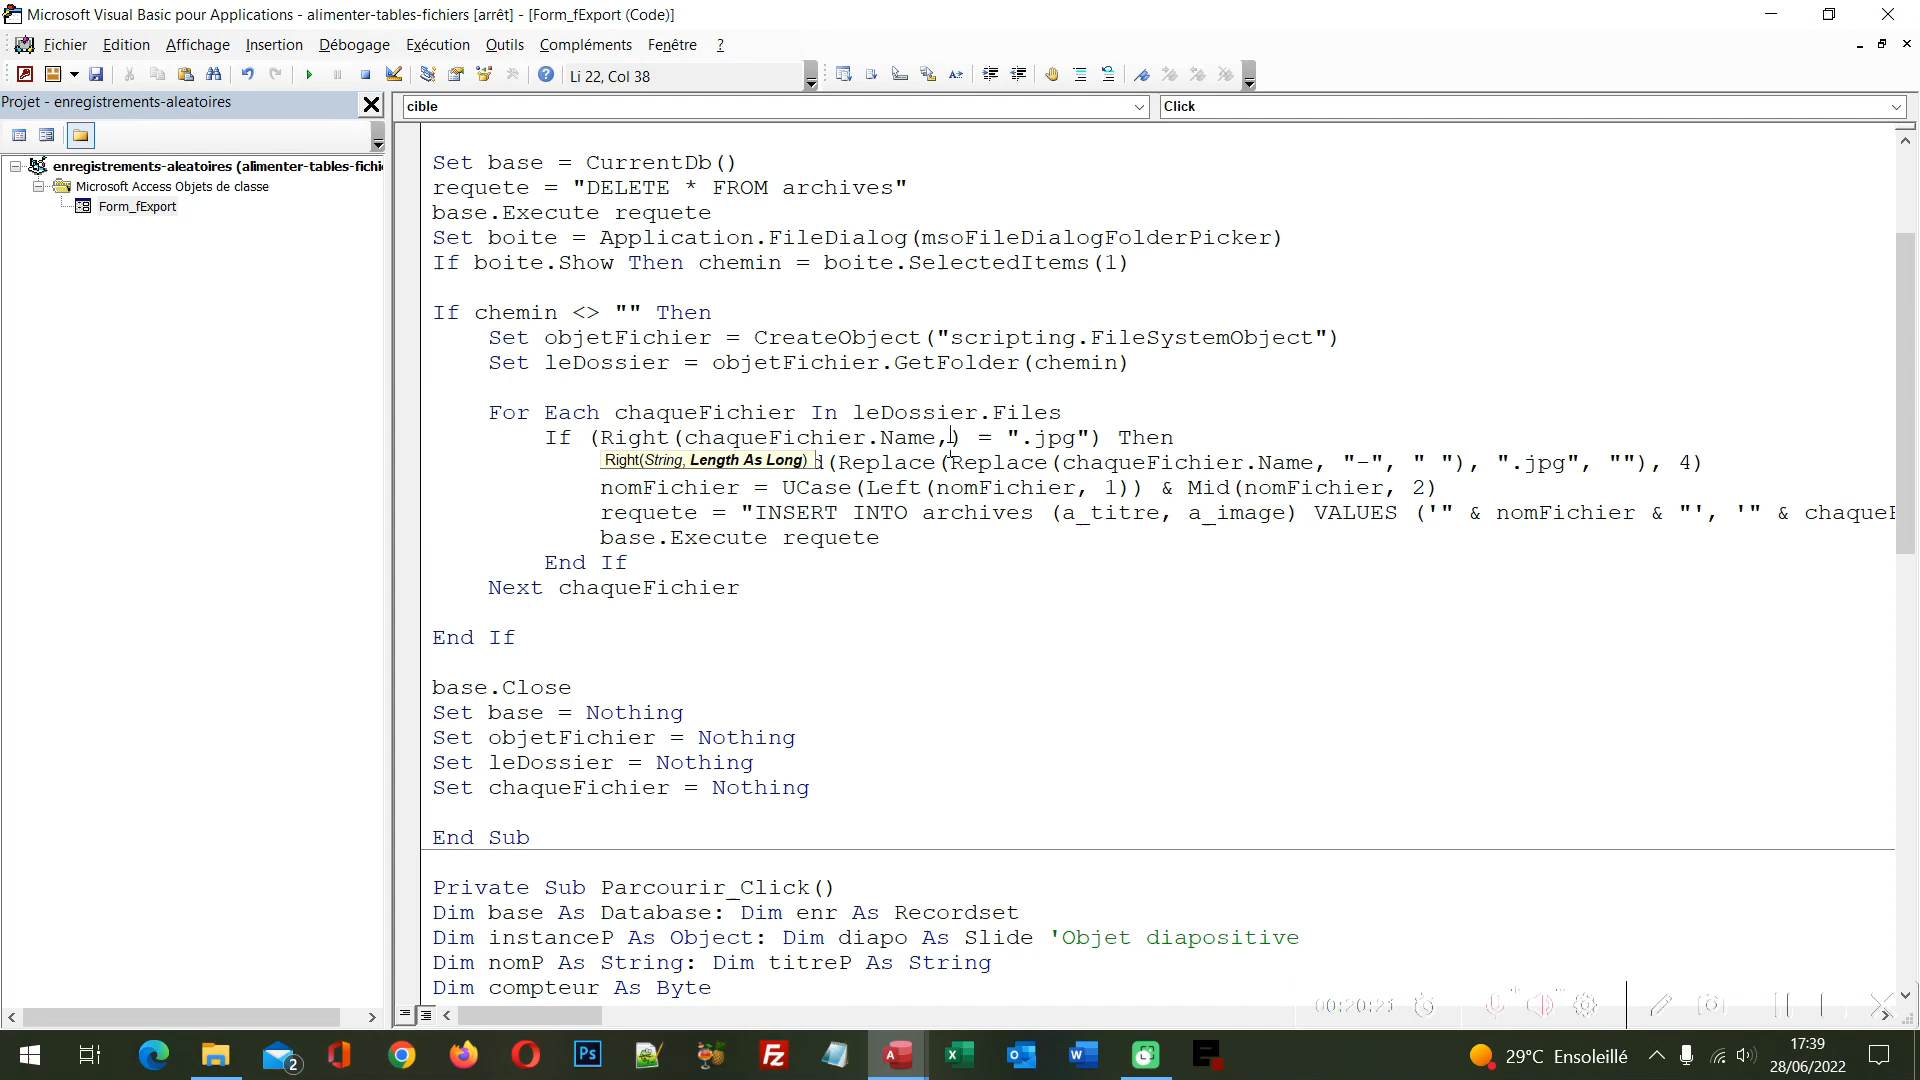 Microsoft Visual Basic pour Applications - alimenter-tables-fichiers [arrêt] - [Form_fExport (Code)]
Fichier Edition Affichage Insertion Format Débogage Exécution Outils Compléments Fenêtre ?
Li 22, Col 38
Projet - enregistrements-aleatoires
cible
Click
enregistrements-aleatoires (alimenter-tables-fichi
Microsoft Access Objets de classe
Form_fExport
Set base = CurrentDb()
requete = "DELETE * FROM archives"
base.Execute requete
Set boite = Application.FileDialog(msoFileDialogFolderPicker)
If boite.Show Then chemin = boite.SelectedItems(1)
If chemin <> "" Then
Set objetFichier = CreateObject("scripting.FileSystemObject")
Set leDossier = objetFichier.GetFolder(chemin)
For Each chaqueFichier In leDossier.Files
If (Right(chaqueFichier.Name,) = ".jpg") Then
Right(String, Length As Long)
d(Replace(Replace(chaqueFichier.Name, "-", " "), ".jpg", ""), 4)
nomFichier = UCase(Left(nomFichier, 1)) & Mid(nomFichier, 2)
requete = "INSERT INTO archives (a_titre, a_image) VALUES ('" & nomFichier & "', '" & chaqueF
base.Execute requete
End If
Next chaqueFichier
End If
base.Close
Set base = Nothing
Set objetFichier = Nothing
Set leDossier = Nothing
Set chaqueFichier = Nothing
End Sub
Private Sub Parcourir_Click()
Dim base As Database: Dim enr As Recordset
Dim instanceP As Object: Dim diapo As Slide 'Objet diapositive
Dim nomP As String: Dim titreP As String
Dim compteur As Byte
00:20:21
2
29°C Ensoleillé
17:39
28/06/2022